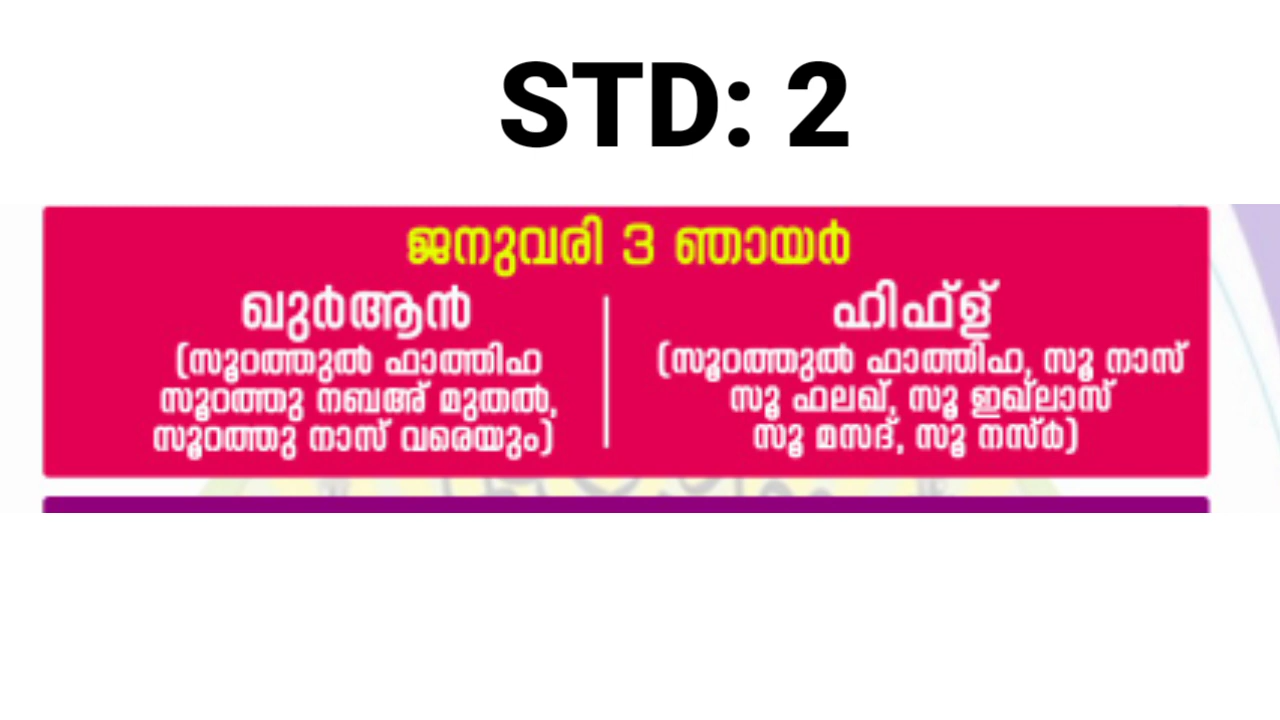 STD: 2
ജനുവരി 3 ഞായർ
ഖുർആൻ
(സൂറത്തുൽ ഫാത്തിഹ
സൂറത്തു നബഅ് മുതൽ,
സൂറത്തു നാസ് വരെയും)
ഹിഫ്ള്
(സൂറത്തുൽ ഫാത്തിഹ, സൂ നാസ്
സൂ ഫലഖ്, സൂ ഇഖ്ലാസ്
സൂ മസദ്, സൂ നസ്ർ)